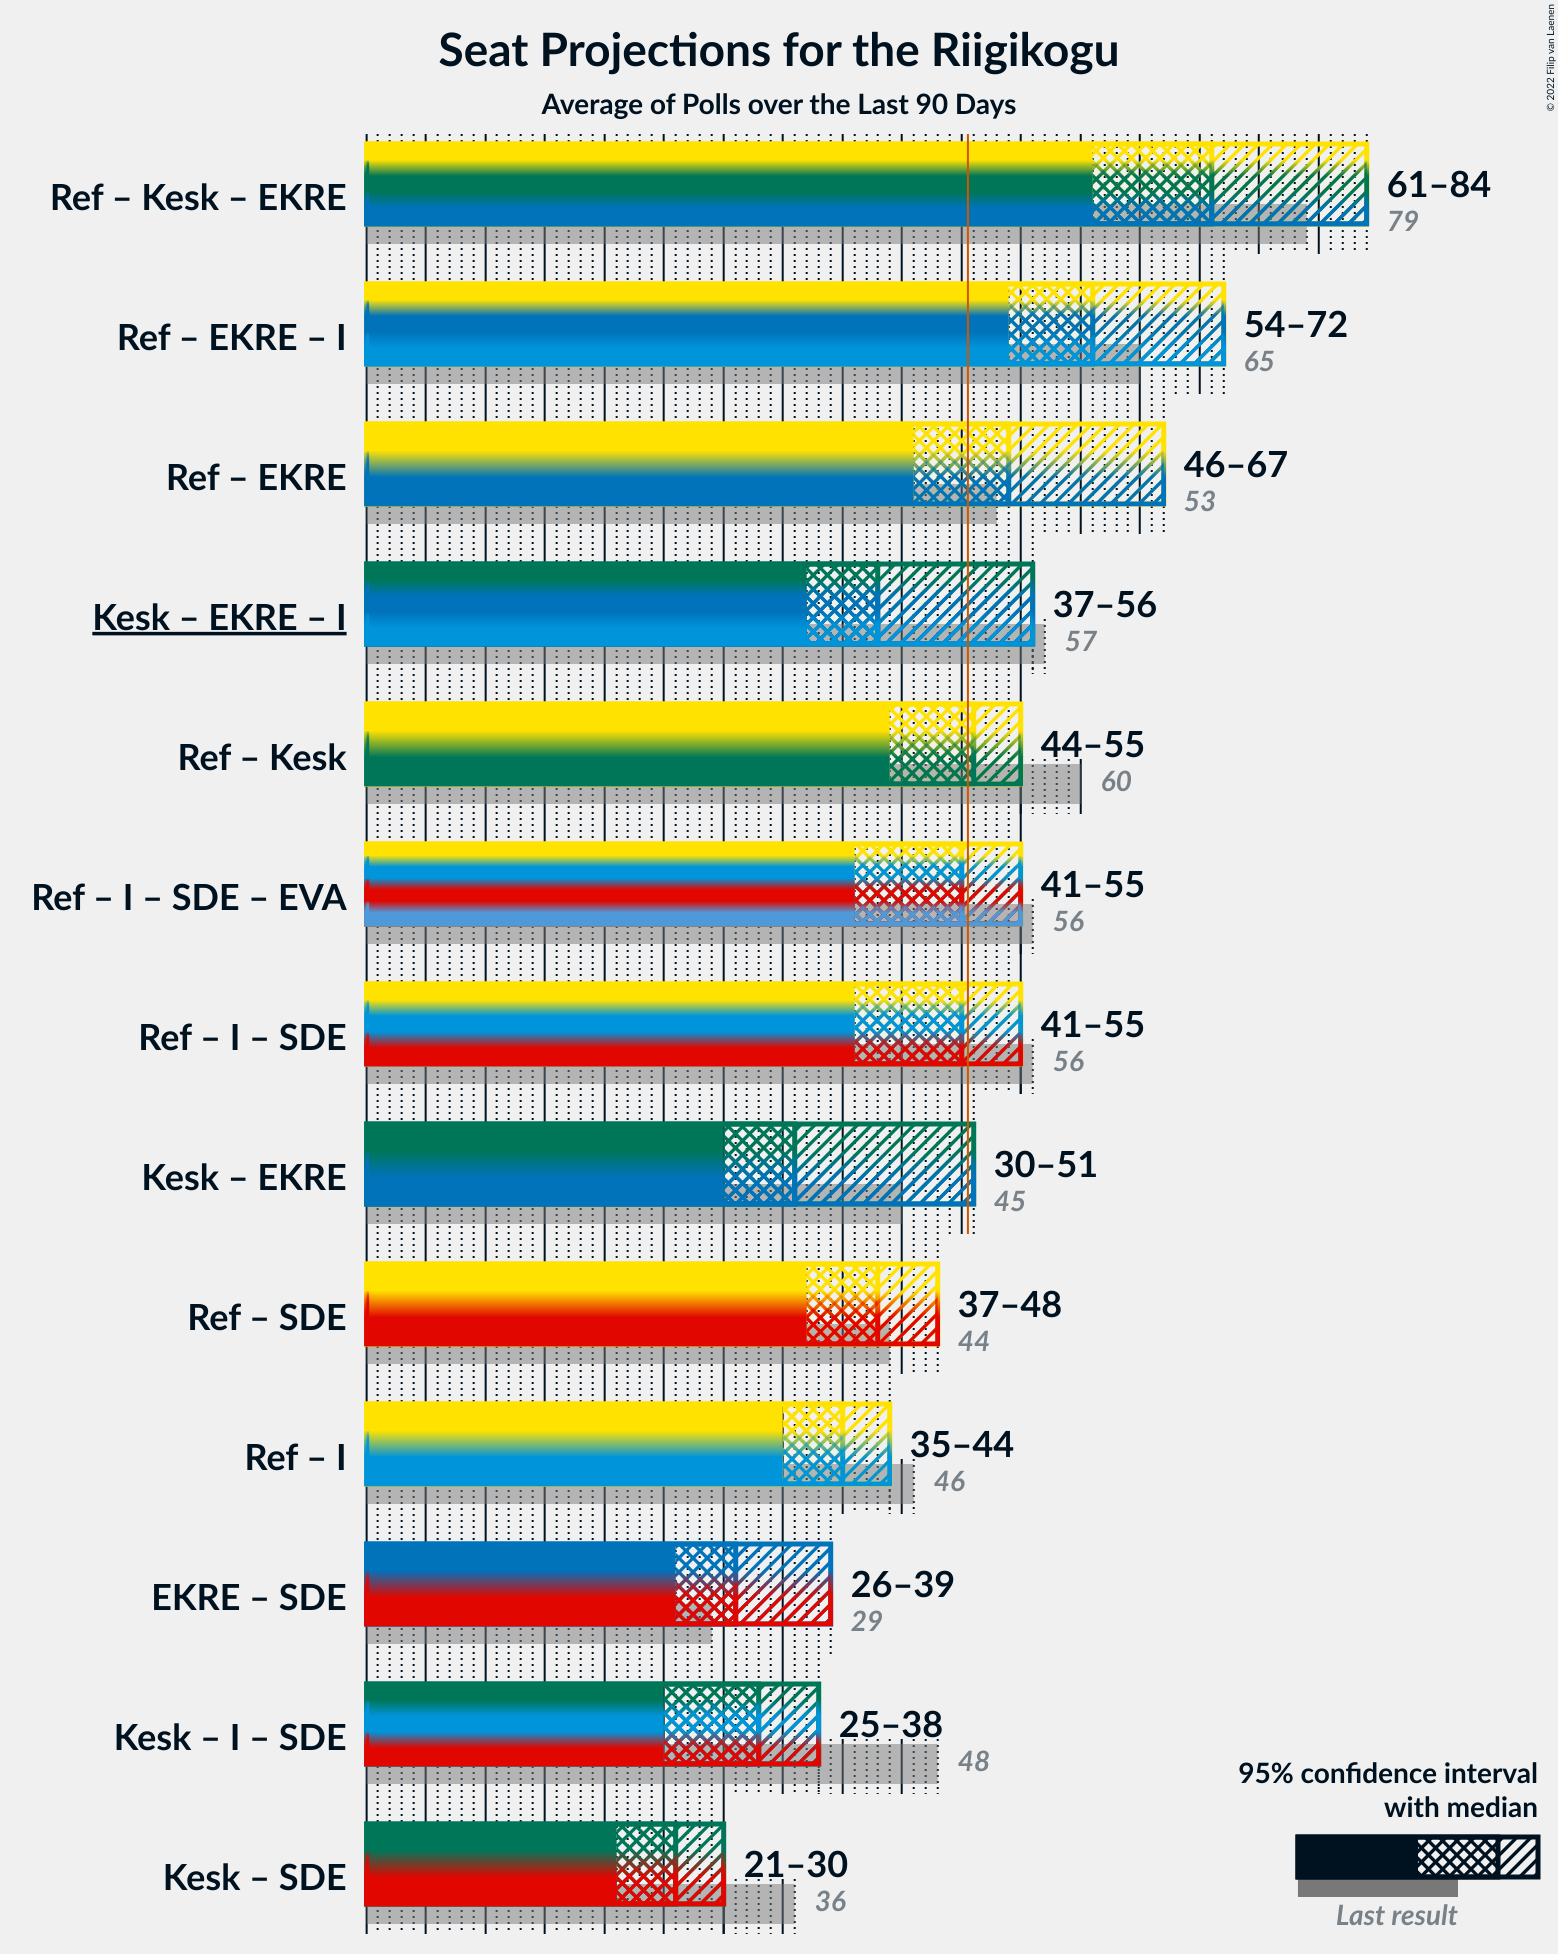 Seat Projections for the Riigikogu
Average of Polls over the Last 90 Days
© 2022 Filip van Laenen
Ref – Kesk – EKRE
61–84
79
Ref – EKRE – I
54–72
65
Ref – EKRE
46–67
53
Kesk – EKRE – I
37–56
57
Ref – Kesk
44–55
60
Ref – I – SDE – EVA
41–55
56
Ref – I – SDE
41–55
56
Kesk – EKRE
30–51
45
Ref – SDE
37–48
44
Ref – I
35–44
46
EKRE – SDE
26–39
29
Kesk – I – SDE
25–38
48
Kesk – SDE
21–30
36
95% confidence interval
with median
Last result